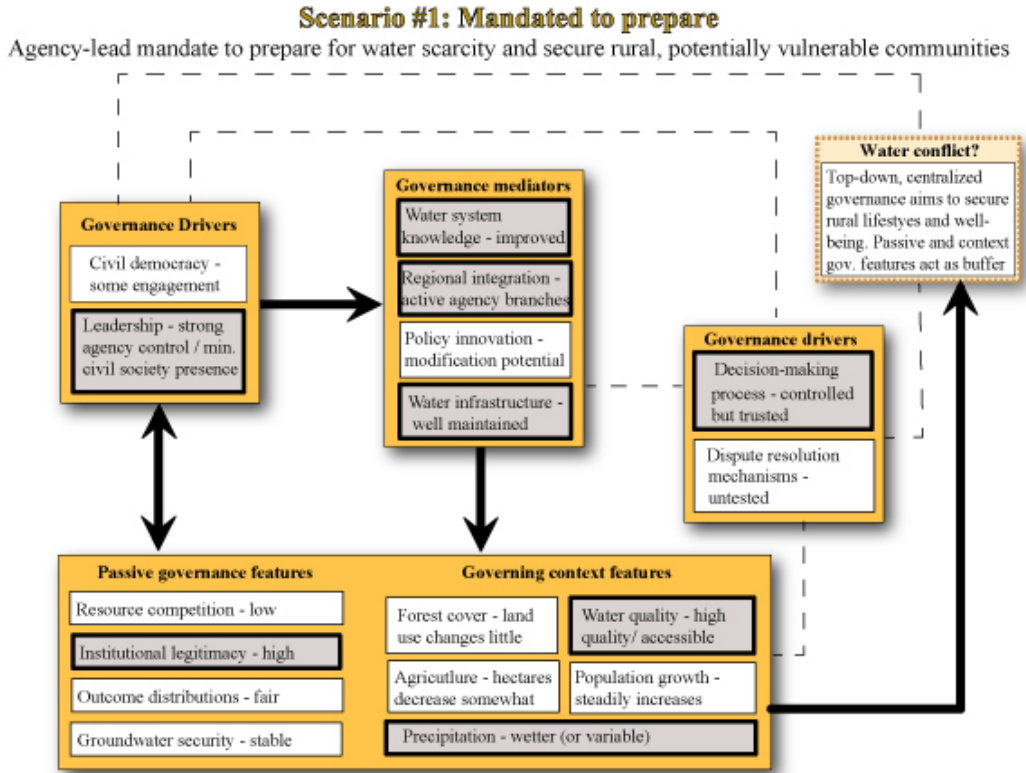 Scenario #1: Mandated to prepare
Agency-lead mandate to prepare for water scarcity and secure rural, potentially vulnerable communities
Water conflict?
Top-down, centralized
governance aims to secure
rural lifestyes and well-
being. Passive and context
gov. features act as buffer
Governance Drivers
Civil democracy -
some engagement
Leadership - strong
agency control / min.
civil society presence
Governance mediators
Water system
knowledge - improved
Regional integration -
active agency branches
Policy innovation -
modification potential
Water infrastructure -
well maintained
Governance drivers
Decision-making
process - controlled
but trusted
Dispute resolution
mechanisms -
untested
Passive governance features
Resource competition - low
Institutional legitimacy - high
Outcome distributions - fair
Groundwater security - stable
Governing context features
Forest cover - land
use changes little
Water quality - high
quality/ accessible
Agricutlure - hectares
decrease somewhat
Population growth -
steadily increases
Precipitation - wetter (or variable)